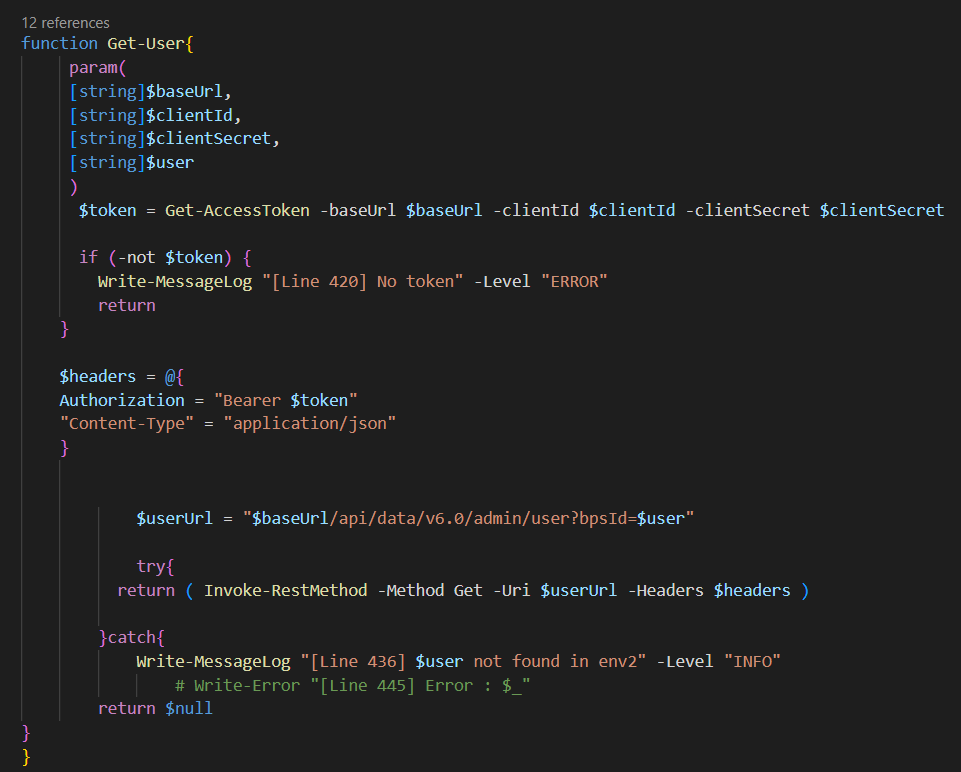 12 references
function Get-User{
param(
[string]$baseUrl,
[string]$clientId,
[string]$clientSecret,
[string]$user
)
$token = Get-AccessToken -baseUrl $baseUrl -clientId $clientId -clientSecret $clientSecret
if (-not $token) {
Write-MessageLog "[Line 420] No token" -Level "ERROR"
return
}
$headers = @{
Authorization = "Bearer $token"
"Content-Type" = "application/json"
}
$userUrl = "$baseUrl/api/data/v6.0/admin/user?bpsId=$user"
try{
return ( Invoke-RestMethod -Method Get -Uri $userUrl -Headers $headers )
}catch{
Write-MessageLog "[Line 436] $user not found in env2" -Level "INFO"
# Write-Error "[Line 445] Error : $_"
return $null
}
}